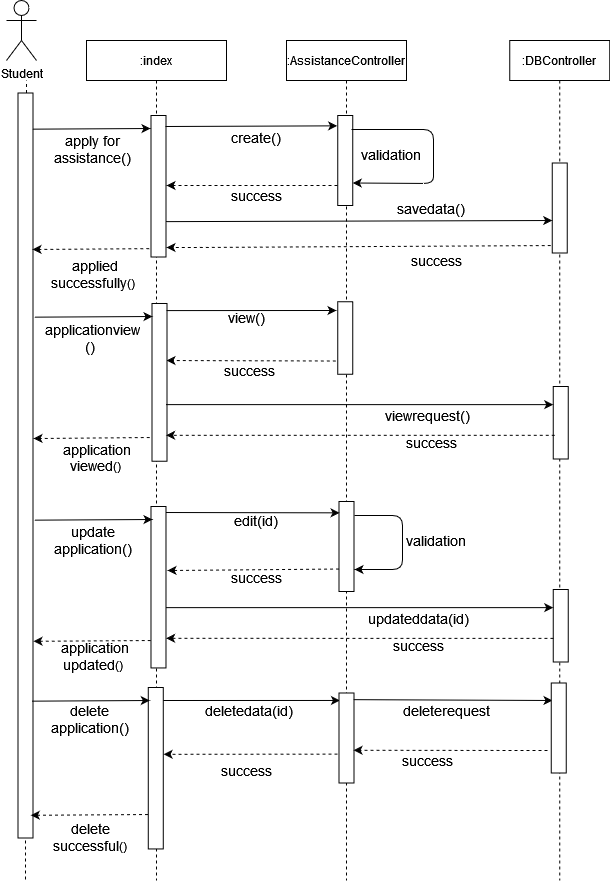 Student
:index
:AssistanceController
:DBController
apply for
assistance()
create()
validation
success
savedata()
success
applied
successfully()
applicationview
()
view()
success
viewrequest()
success
application
viewed()
update
application()
edit(id)
validation
success
updateddata(id)
success
application
updated()
delete
application()
deletedata(id)
deleterequest
success
success
delete
successful()